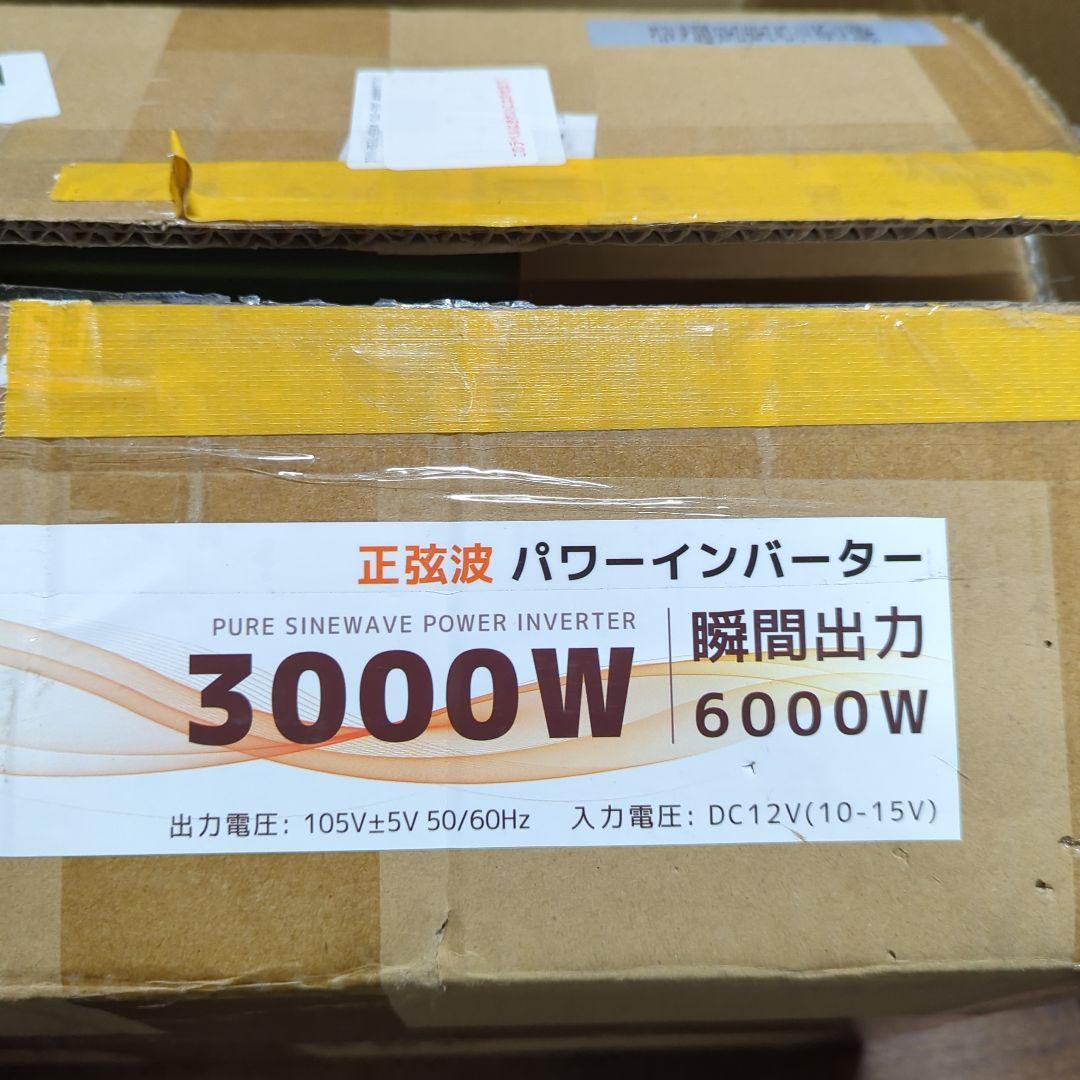 正弦波 パワーインバーター
PURE SINEWAVE POWER INVERTER
3000W
瞬間出力
6000W
出力電圧: 105V±5V 50/60Hz 入力電圧: DC12V(10-15V)